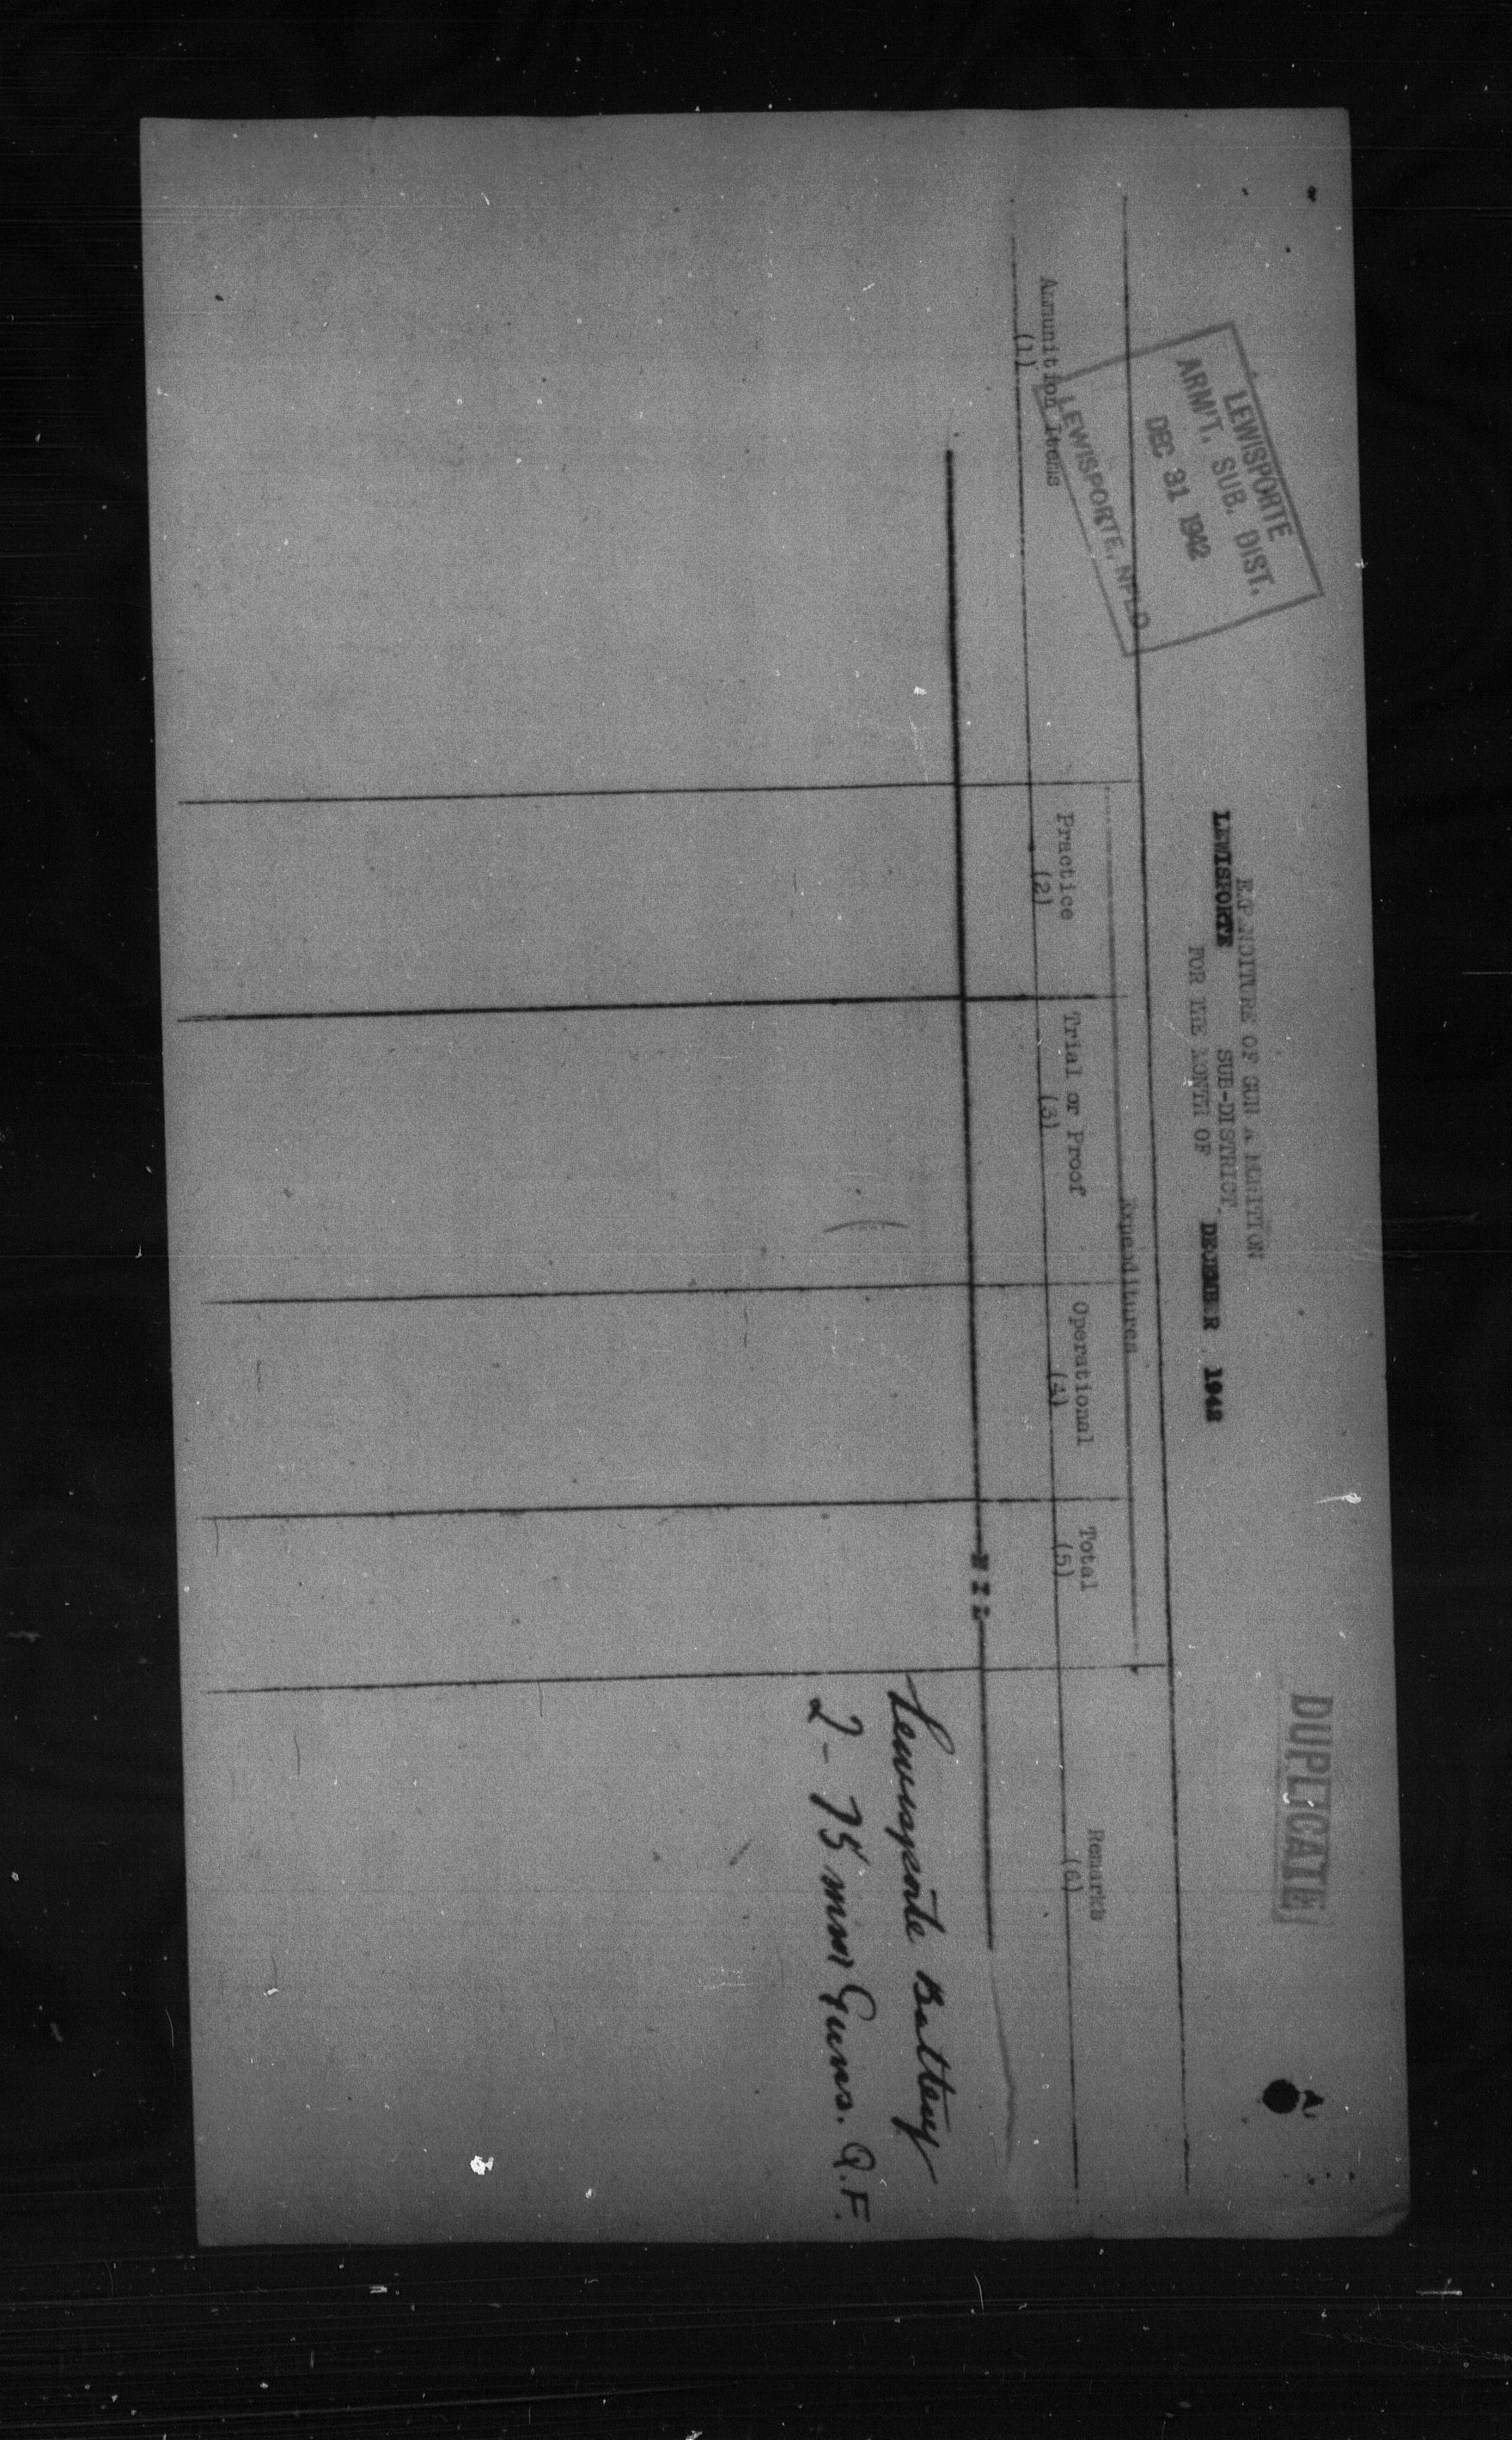 DUPLICATE
LEWISPORTE
ARM'T. SUB. DIST.
DEC 31 1942
LEWISPORTE, NFLD
EXPENDITURE OF GUN AMMUNITION
LEWISPORTE SUB-DISTRICT
FOR THE MONTH OF DECEMBER 1942
Expenditures
Ammunition Items Practice Trial or Proof Operational Total Remarks
(1) (2) (3) (4) (5) (6)
NIL
Lewisporte Battery
2 - 75 mm Guns. Q.F.